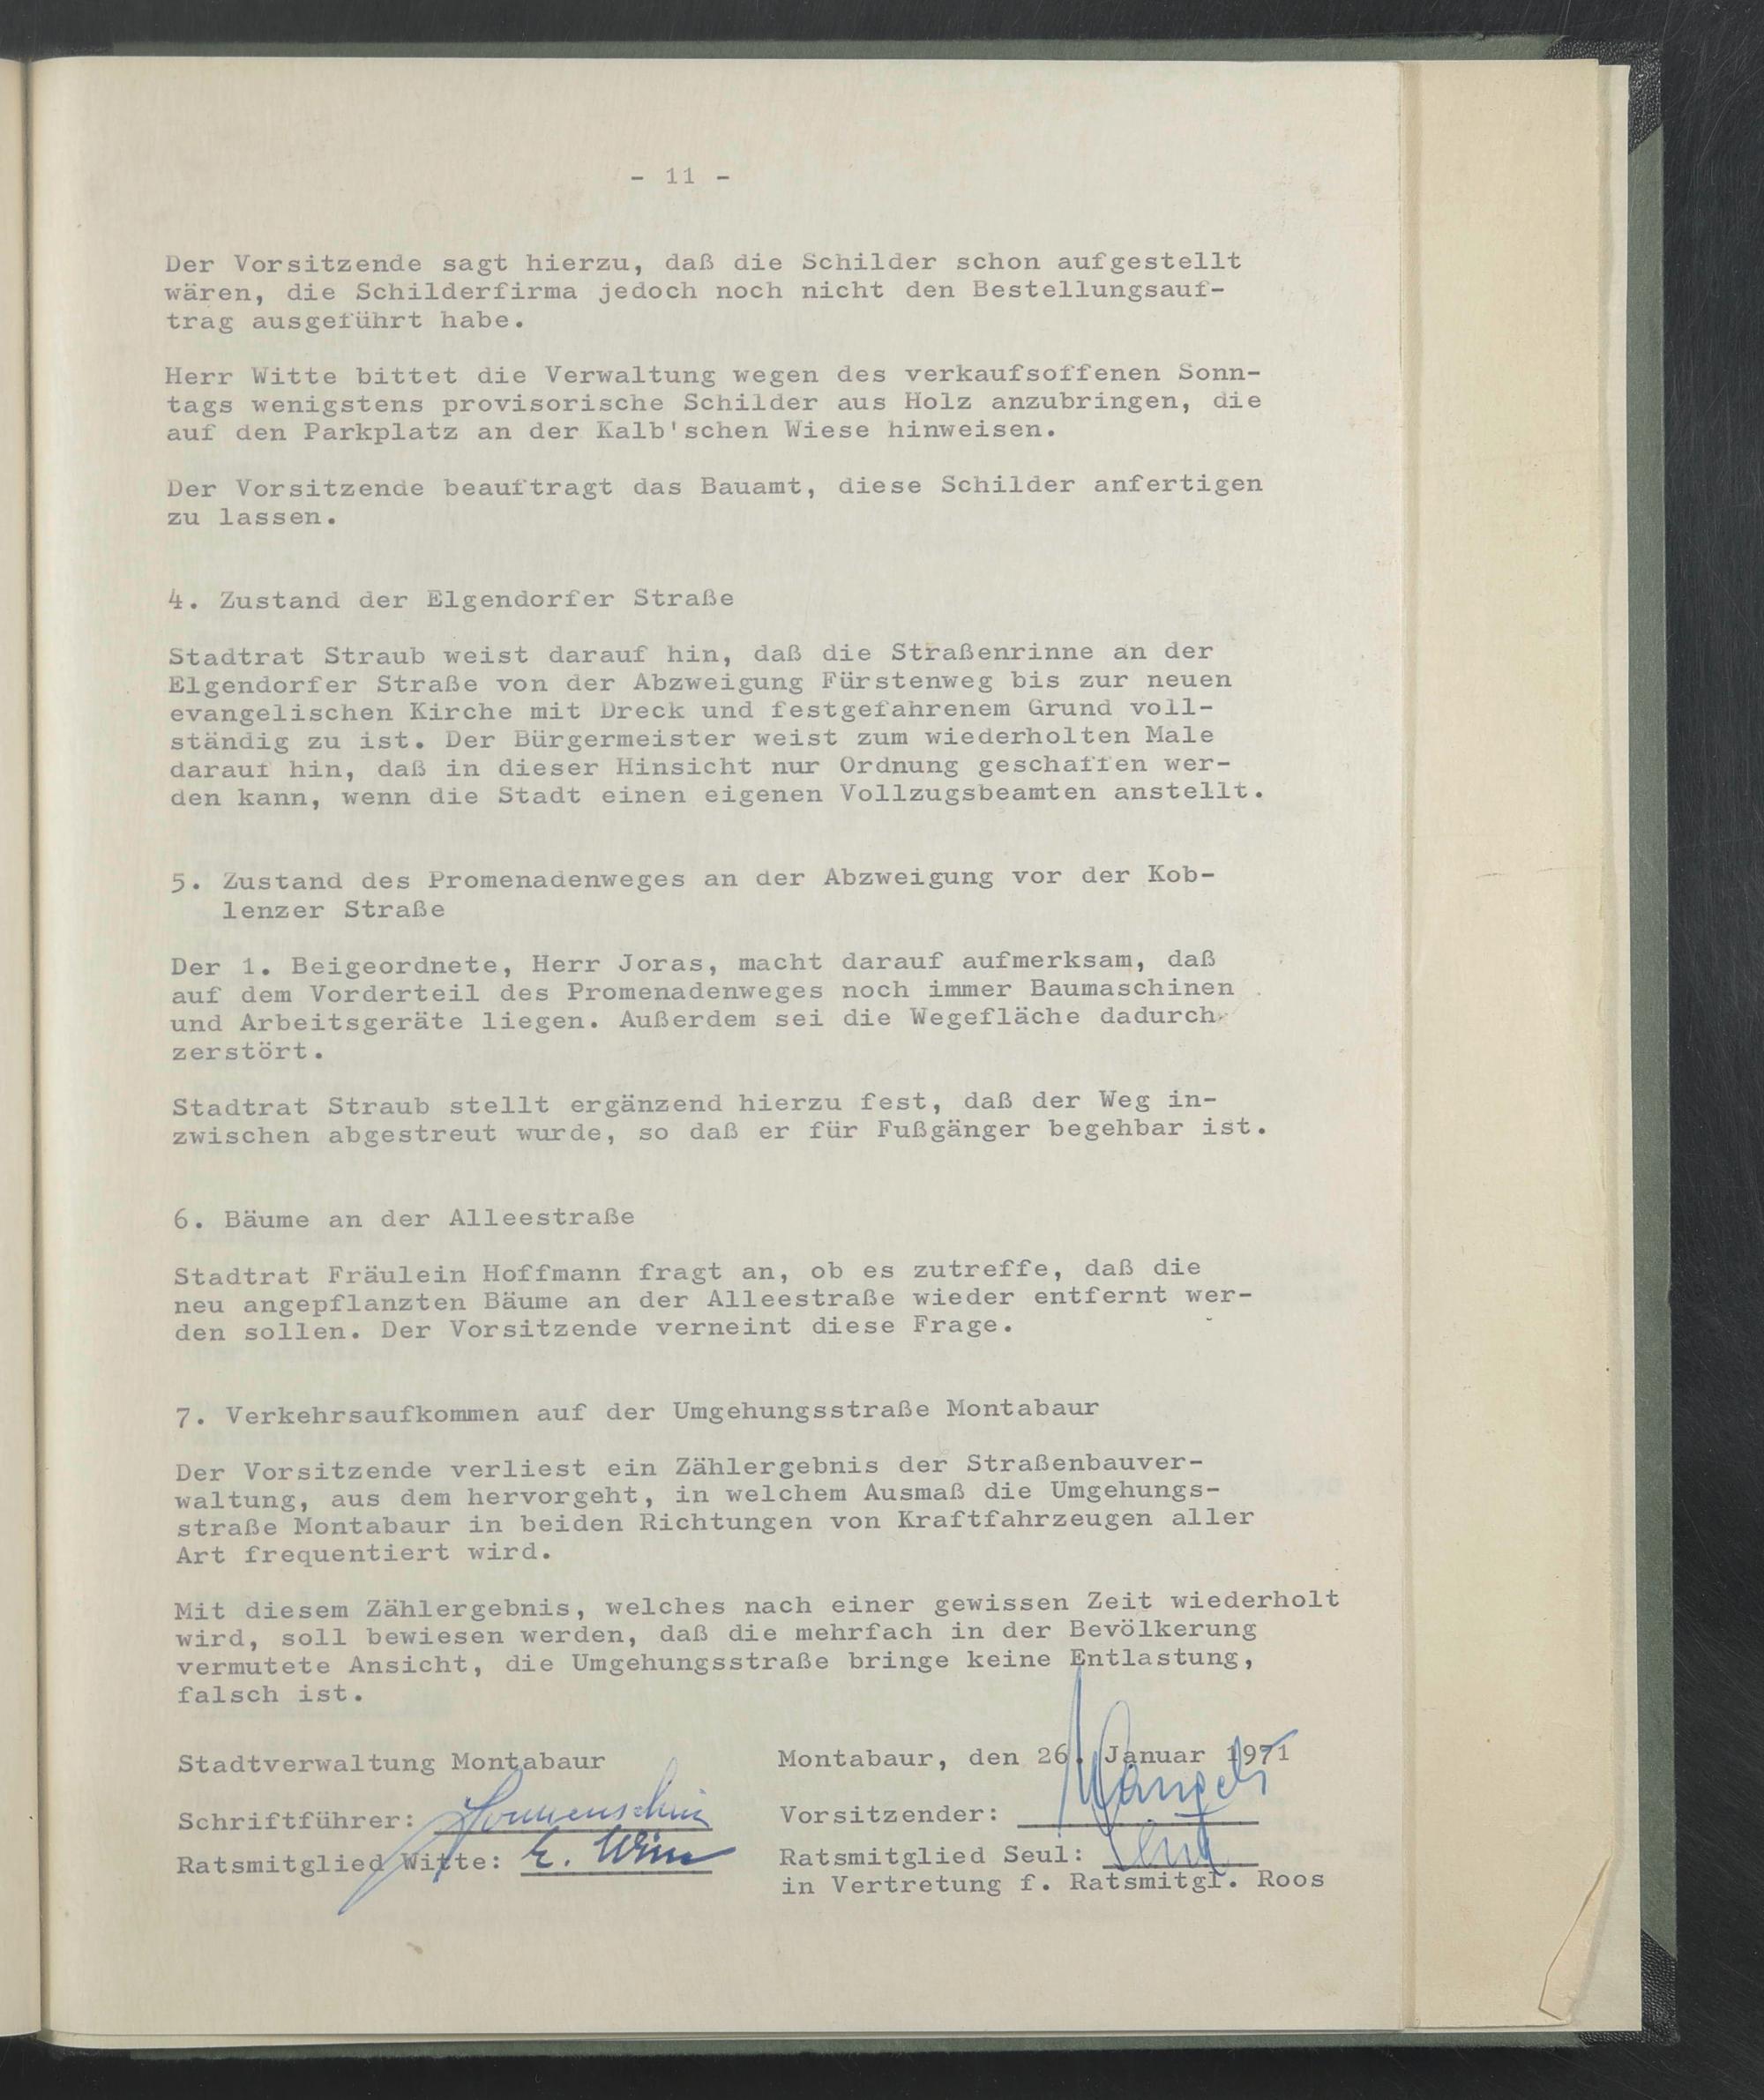 - 11 -
Der Vorsitzende sagt hierzu, daß die Schilder schon aufgestellt
wären, die Schilderfirma jedoch noch nicht den Bestellungsauf-
trag ausgeführt habe.
Herr Witte bittet die Verwaltung wegen des verkaufsoffenen Sonn-
tags wenigstens provisorische Schilder aus Holz anzubringen, die
auf den Parkplatz an der Kalb'schen Wiese hinweisen.
Der Vorsitzende beauftragt das Bauamt, diese Schilder anfertigen
zu lassen.
4. Zustand der Elgendorfer Straße
Stadtrat Straub weist darauf hin, daß die Straßenrinne an der
Elgendorfer Straße von der Abzweigung Fürstenweg bis zur neuen
evangelischen Kirche mit Dreck und festgefahrenem Grund voll-
ständig zu ist. Der Bürgermeister weist zum wiederholten Male
darauf hin, daß in dieser Hinsicht nur Ordnung geschaffen wer-
den kann, wenn die Stadt einen eigenen Vollzugsbeamten anstellt.
5. Zustand des Promenadenweges an der Abzweigung vor der Kob-
lenzer Straße
Der 1. Beigeordnete, Herr Joras, macht darauf aufmerksam, daß
auf dem Vorderteil des Promenadenweges noch immer Baumaschinen
und Arbeitsgeräte liegen. Außerdem sei die Wegefläche dadurch
zerstört.
Stadtrat Straub stellt ergänzend hierzu fest, daß der Weg in-
zwischen abgestreut wurde, so daß er für Fußgänger begehbar ist.
6. Bäume an der Alleestraße
Stadtrat Fräulein Hoffmann fragt an, ob es zutreffe, daß die
neu angepflanzten Bäume an der Alleestraße wieder entfernt wer-
den sollen. Der Vorsitzende verneint diese Frage.
7. Verkehrsaufkommen auf der Umgehungsstraße Montabaur
Der Vorsitzende verliest ein Zählergebnis der Straßenbauver-
waltung, aus dem hervorgeht, in welchem Ausmaß die Umgehungs-
straße Montabaur in beiden Richtungen von Kraftfahrzeugen aller
Art frequentiert wird.
Mit diesem Zählergebnis, welches nach einer gewissen Zeit wiederholt
wird, soll bewiesen werden, daß die mehrfach in der Bevölkerung
vermutete Ansicht, die Umgehungsstraße bringe keine Entlastung,
falsch ist.
Stadtverwaltung Montabaur
Montabaur, den 26. Januar 1971
Schriftführer: Sonnenschein
Vorsitzender: Mangels
Ratsmitglied Witte: E. Witte
Ratsmitglied Seul: Seul
in Vertretung f. Ratsmitgl. Roos